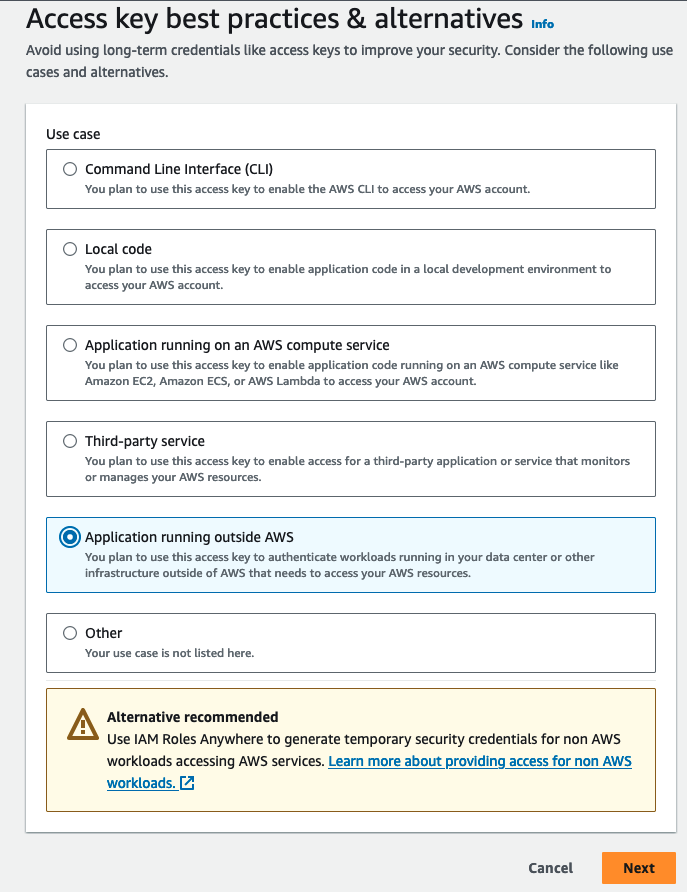 Access key best practices & alternatives Info
Avoid using long-term credentials like access keys to improve your security. Consider the following use
cases and alternatives.
Use case
Command Line Interface (CLI)
You plan to use this access key to enable the AWS CLI to access your AWS account.
Local code
You plan to use this access key to enable application code in a local development environment to
access your AWS account.
Application running on an AWS compute service
You plan to use this access key to enable application code running on an AWS compute service like
Amazon EC2, Amazon ECS, or AWS Lambda to access your AWS account.
Third-party service
You plan to use this access key to enable access for a third-party application or service that monitors
or manages your AWS resources.
Application running outside AWS
You plan to use this access key to authenticate workloads running in your data center or other
infrastructure outside of AWS that needs to access your AWS resources.
Other
Your use case is not listed here.
Alternative recommended
Use IAM Roles Anywhere to generate temporary security credentials for non AWS
workloads accessing AWS services. Learn more about providing access for non AWS
workloads.
Cancel Next